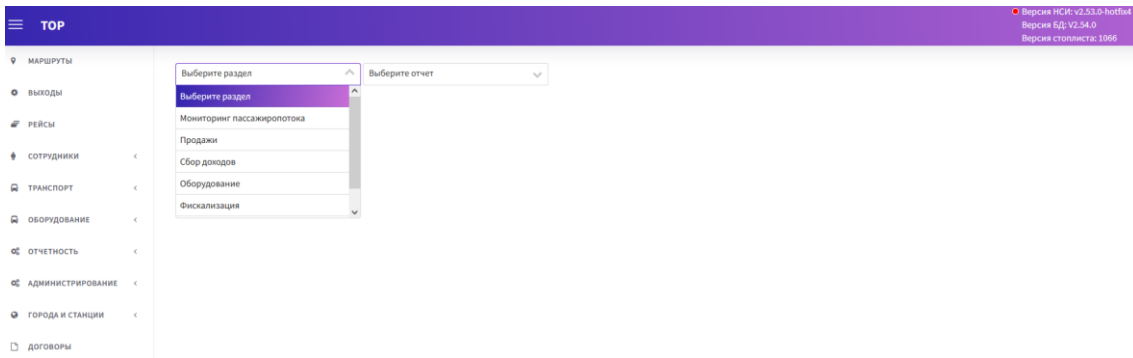 TOP
Версия НСИ: v2.53.0-hotfix4
Версия БД: V2.54.0
Версия стоплиста: 1066
МАРШРУТЫ
ВЫХОДЫ
РЕЙСЫ
СОТРУДНИКИ
ТРАНСПОРТ
ОБОРУДОВАНИЕ
ОТЧЕТНОСТЬ
АДМИНИСТРИРОВАНИЕ
ГОРОДА И СТАНЦИИ
ДОГОВОРЫ
Выберите раздел
Выберите отчет
Выберите раздел
Мониторинг пассажиропотока
Продажи
Сбор доходов
Оборудование
Фискализация